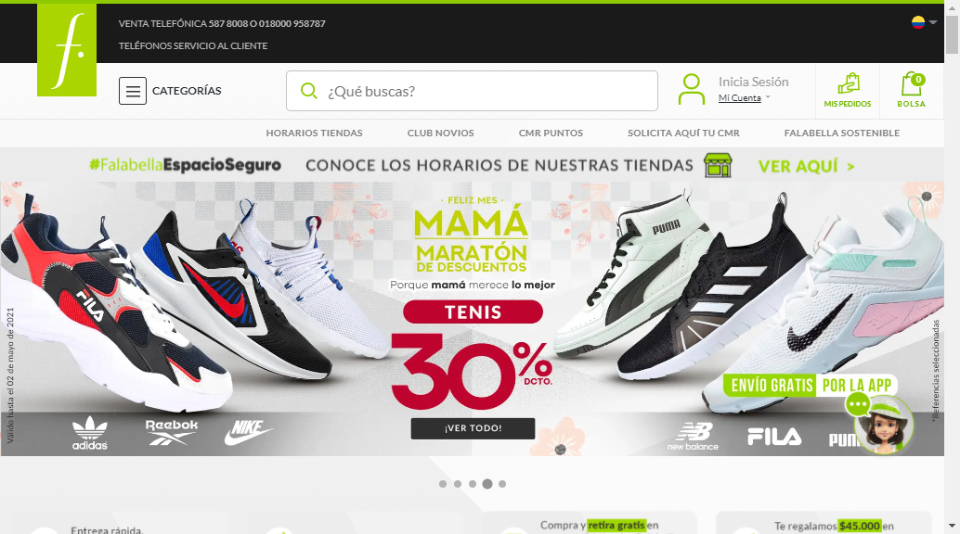 VENTA TELEFÓNICA 587 8008 O 018000 958787
TELÉFONOS SERVICIO AL CLIENTE
f.
CATEGORÍAS
¿Qué buscas?
Inicia Sesión
Mi Cuenta
MIS PEDIDOS
0
BOLSA
HORARIOS TIENDAS
CLUB NOVIOS
CMR PUNTOS
SOLICITA AQUÍ TU CMR
FALABELLA SOSTENIBLE
#FalabellaEspacioSeguro CONOCE LOS HORARIOS DE NUESTRAS TIENDAS VER AQUÍ >
· FELIZ MES ·
MAMÁ
MARATÓN
DE DESCUENTOS
Porque mamá merece lo mejor
TENIS
30%
DCTO.
¡VER TODO!
FILA
PUMA
Válido hasta el 02 de mayo de 2021
*Referencias seleccionadas
ENVÍO GRATIS POR LA APP
adidas
Reebok
NIKE
new balance
FILA
Entrega rápida,
Compra y retira gratis en
Te regalamos $45.000 en